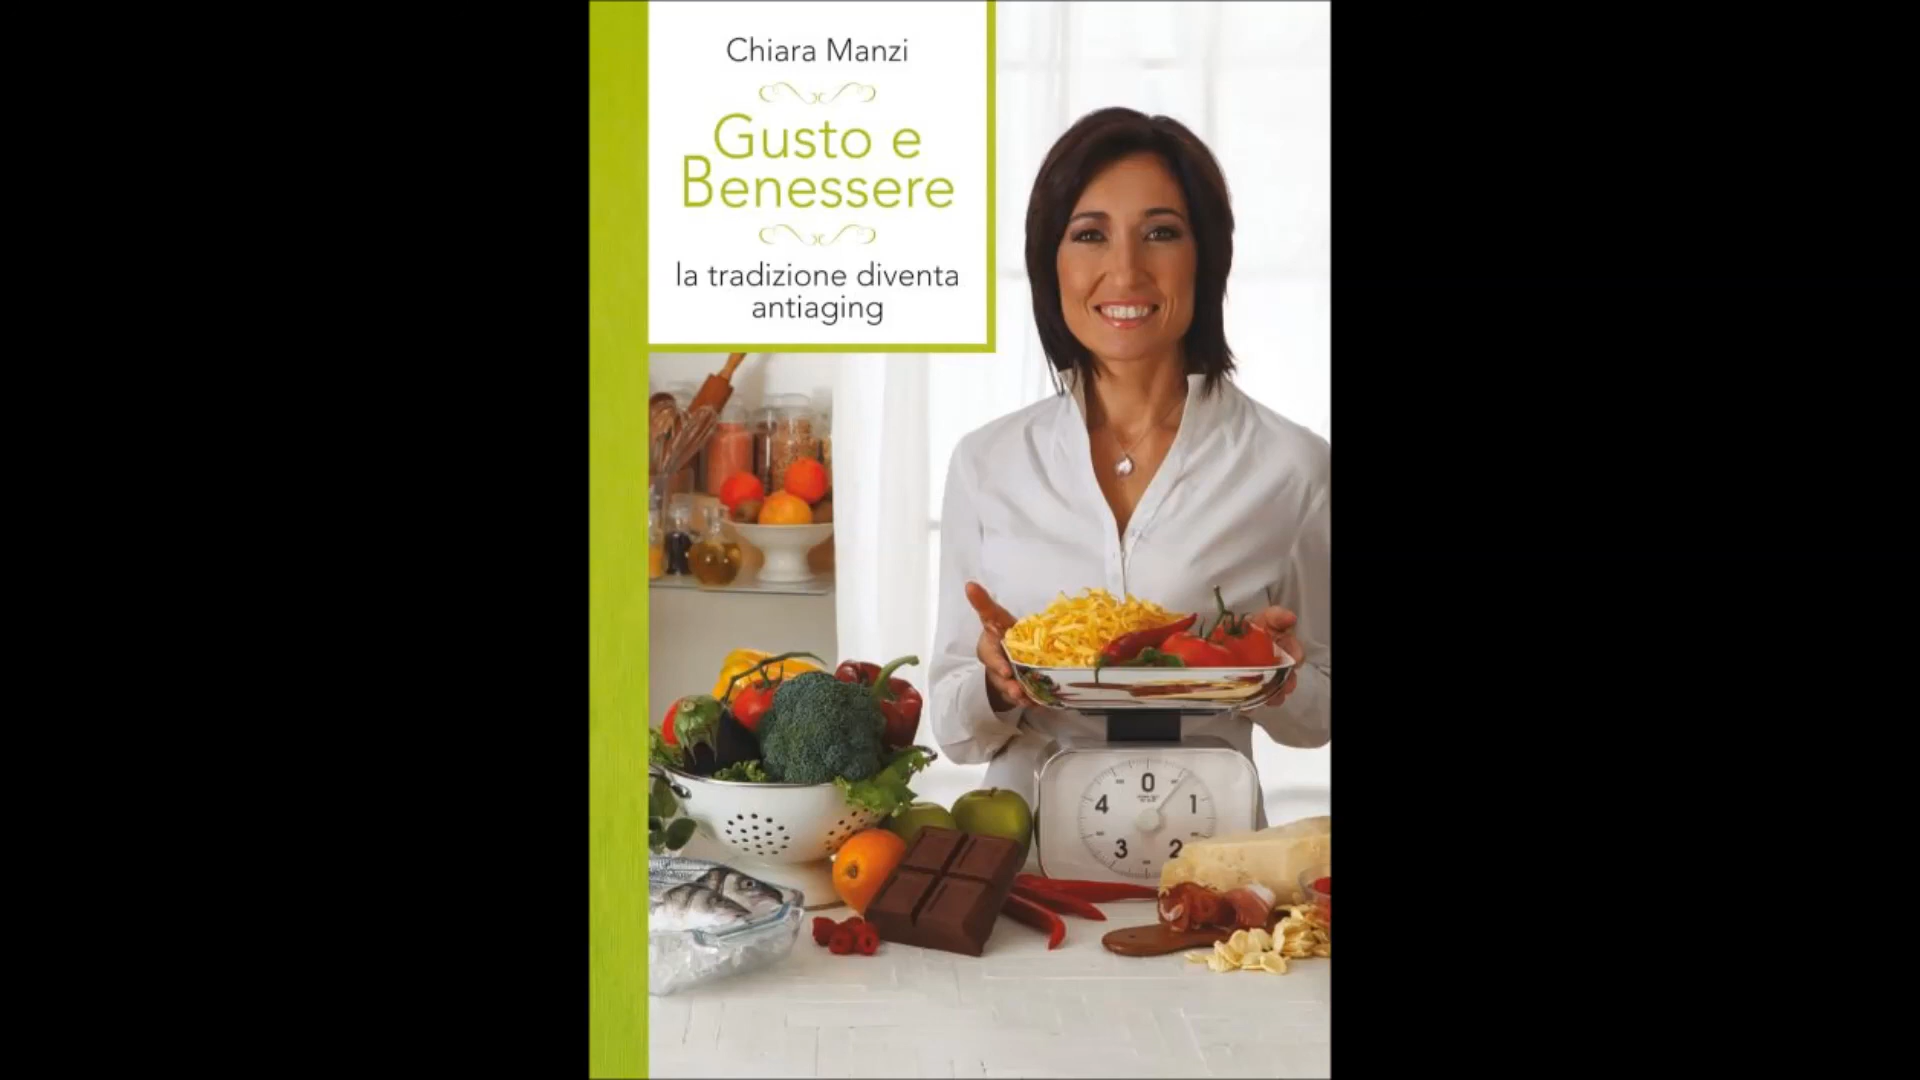 Chiara Manzi
Gusto e
Benessere
la tradizione diventa
antiaging
0
1
2
3
4